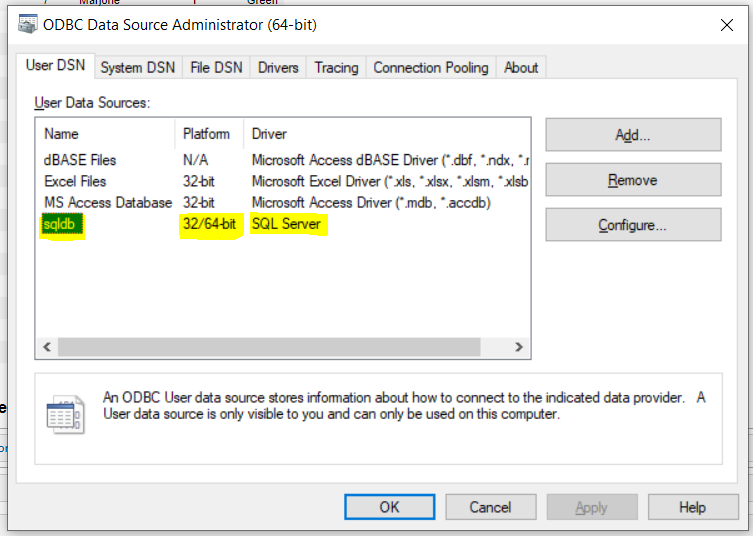 7 Marjorie Green
ODBC Data Source Administrator (64-bit)
User DSN System DSN File DSN Drivers Tracing Connection Pooling About
User Data Sources:
Name Platform Driver
dBASE Files N/A Microsoft Access dBASE Driver (*.dbf, *.ndx, *.r
Excel Files 32-bit Microsoft Excel Driver (*.xls, *.xlsx, *.xlsm, *.xlsb
MS Access Database 32-bit Microsoft Access Driver (*.mdb, *.accdb)
sqldb 32/64-bit SQL Server
Add...
Remove
Configure...
An ODBC User data source stores information about how to connect to the indicated data provider. A
User data source is only visible to you and can only be used on this computer.
OK Cancel Apply Help